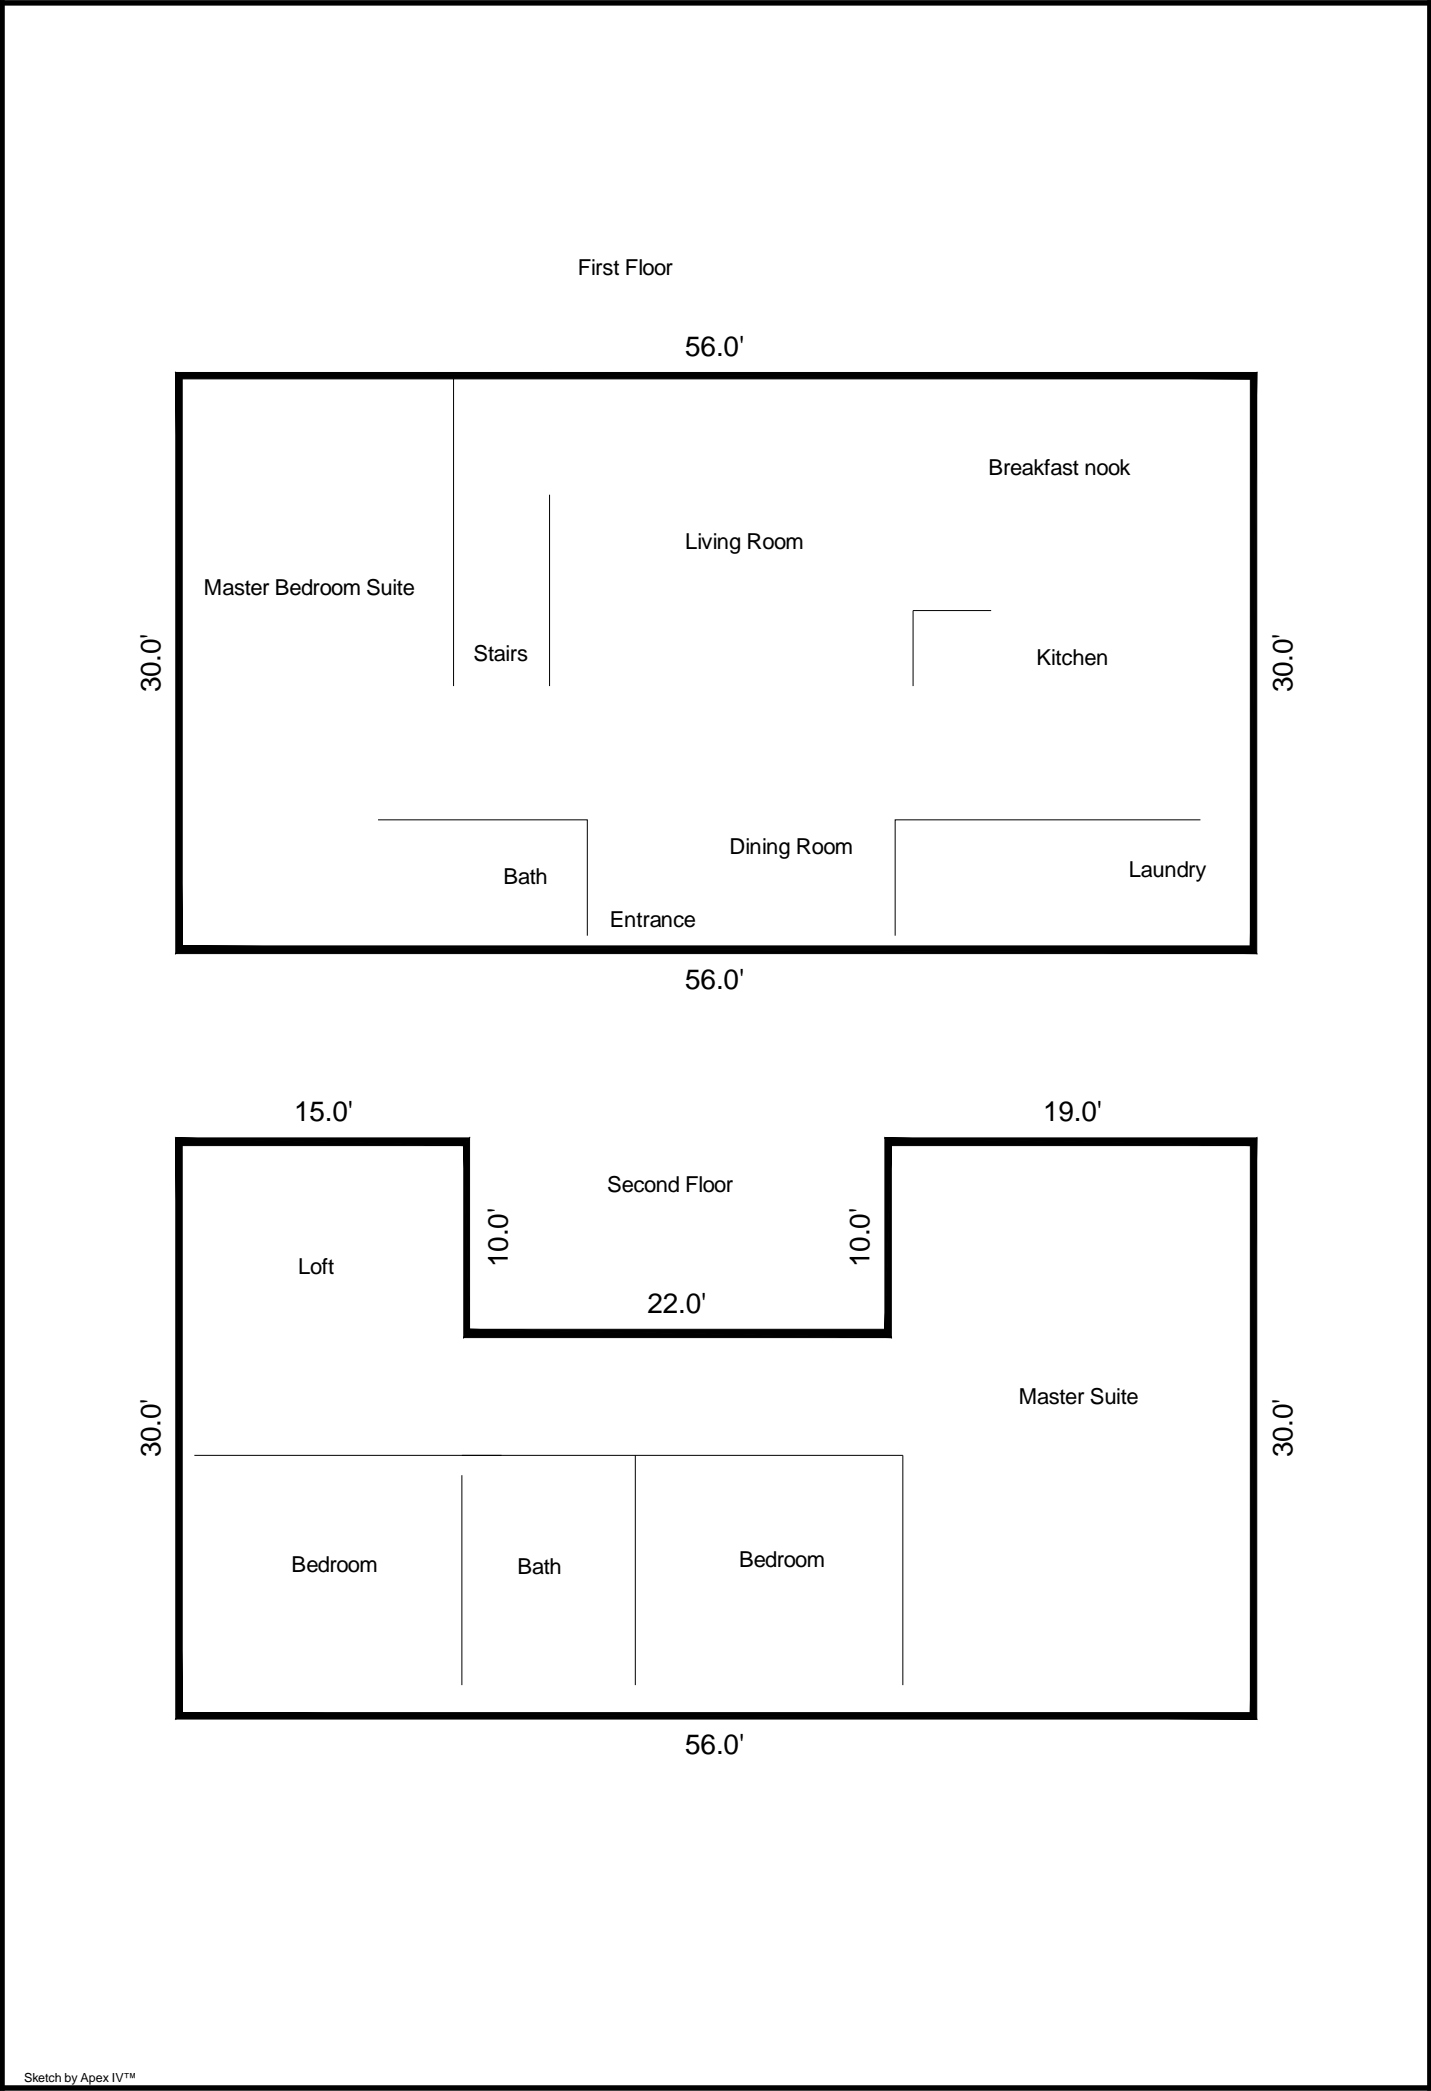 First Floor
56.0'
Breakfast nook
Living Room
Master Bedroom Suite
30.0'
Stairs
Kitchen
30.0'
Dining Room
Bath
Laundry
Entrance
56.0'
15.0'
19.0'
Second Floor
10.0'
10.0'
Loft
22.0'
Master Suite
30.0'
30.0'
Bedroom
Bath
Bedroom
56.0'
Sketch by Apex IV™